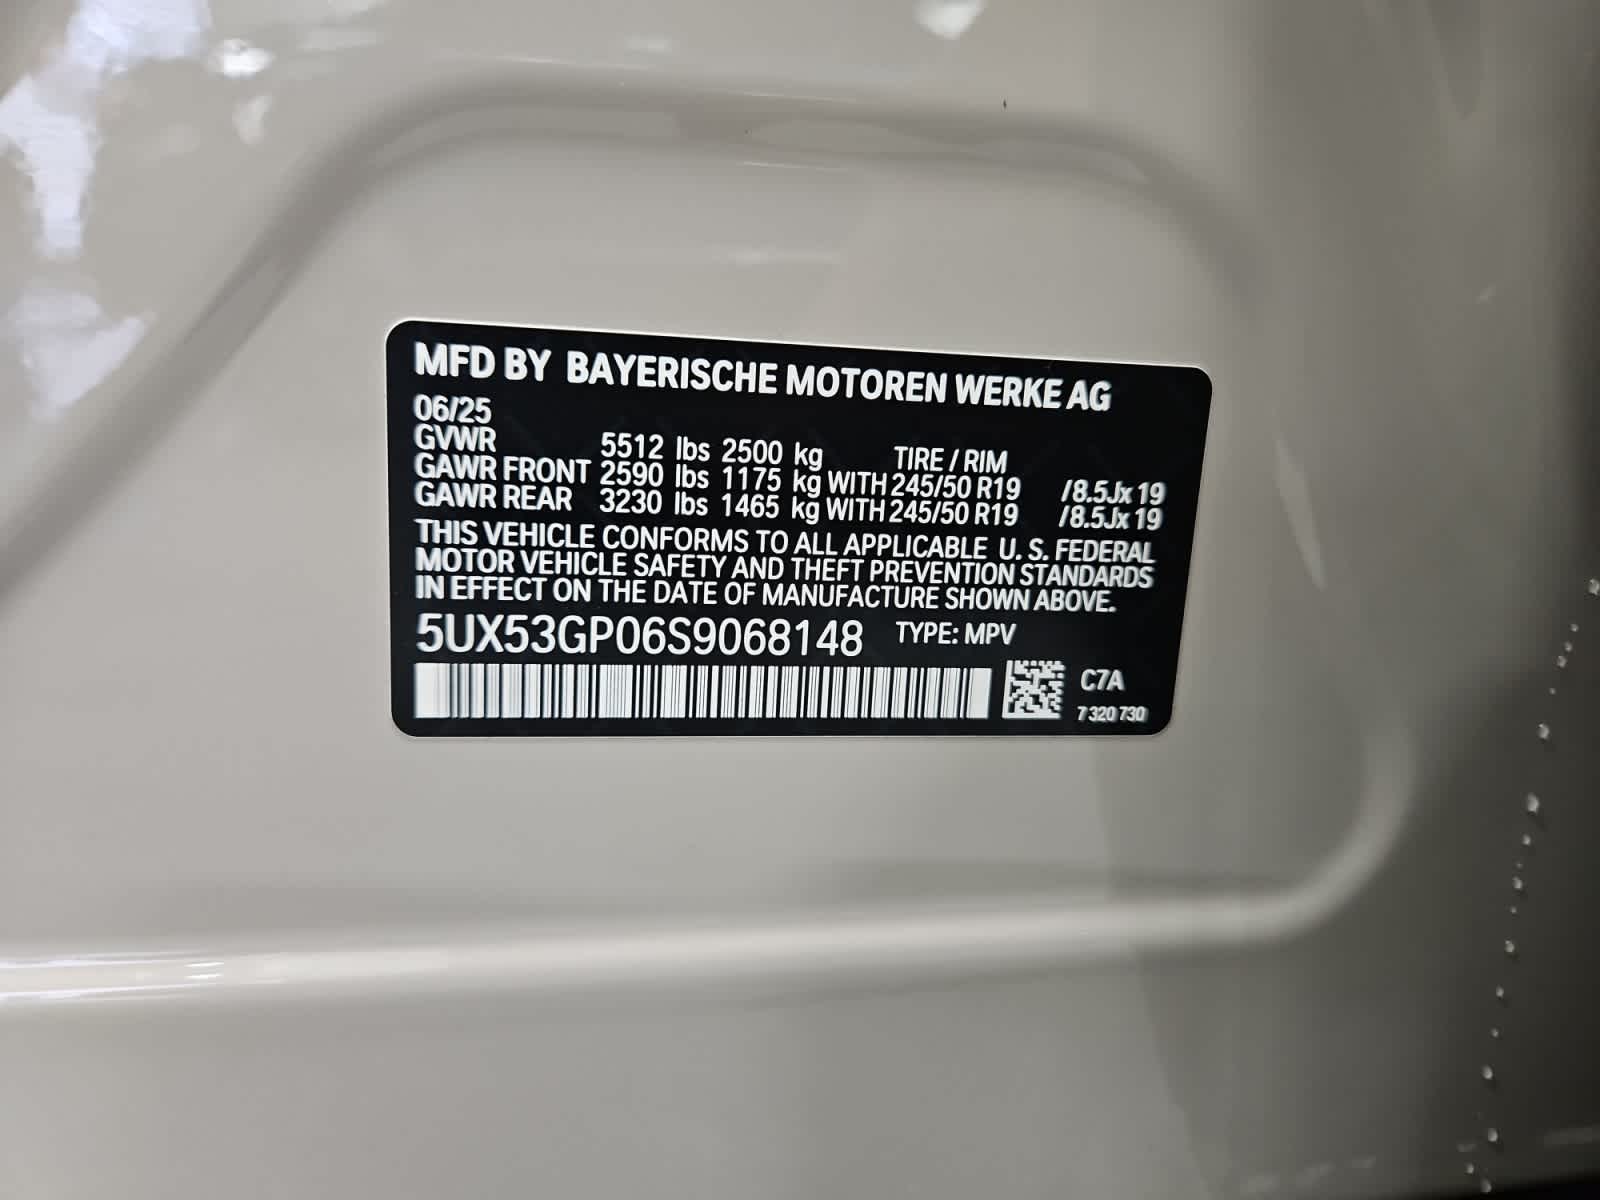 MFD BY BAYERISCHE MOTOREN WERKE AG
06/25
GVWR 5512 lbs 2500 kg TIRE / RIM
GAWR FRONT 2590 lbs 1175 kg WITH 245/50 R19 /8.5Jx 19
GAWR REAR 3230 lbs 1465 kg WITH 245/50 R19 /8.5Jx 19
THIS VEHICLE CONFORMS TO ALL APPLICABLE U. S. FEDERAL
MOTOR VEHICLE SAFETY AND THEFT PREVENTION STANDARDS
IN EFFECT ON THE DATE OF MANUFACTURE SHOWN ABOVE.
5UX53GP06S9068148 TYPE: MPV
C7A
7 320 730